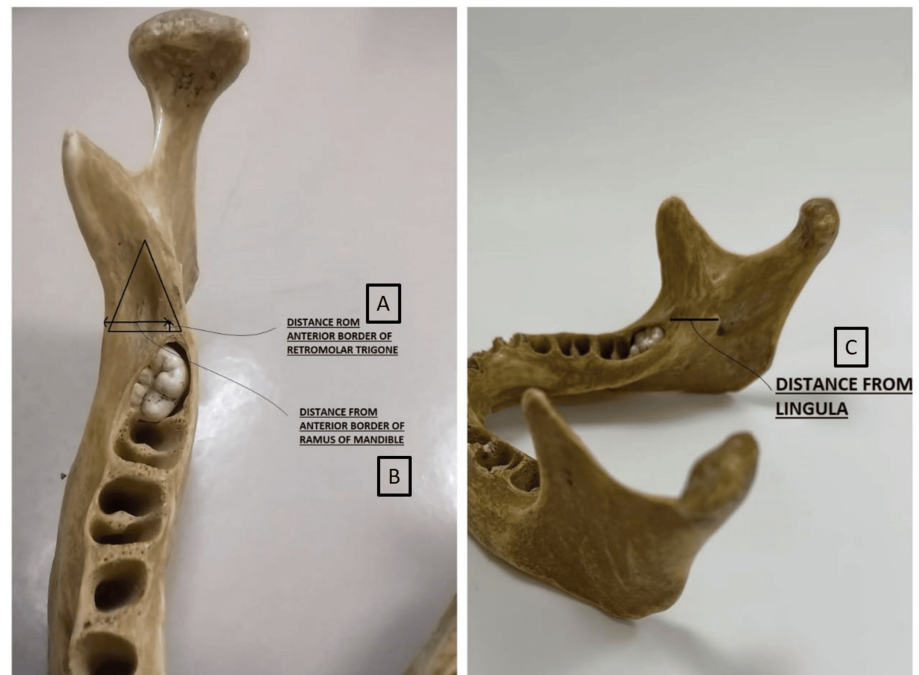 A
DISTANCE ROM
ANTERIOR BORDER OF
RETROMOLAR TRIGONE
DISTANCE FROM
ANTERIOR BORDER OF
RAMUS OF MANDIBLE
B
C
DISTANCE FROM
LINGULA